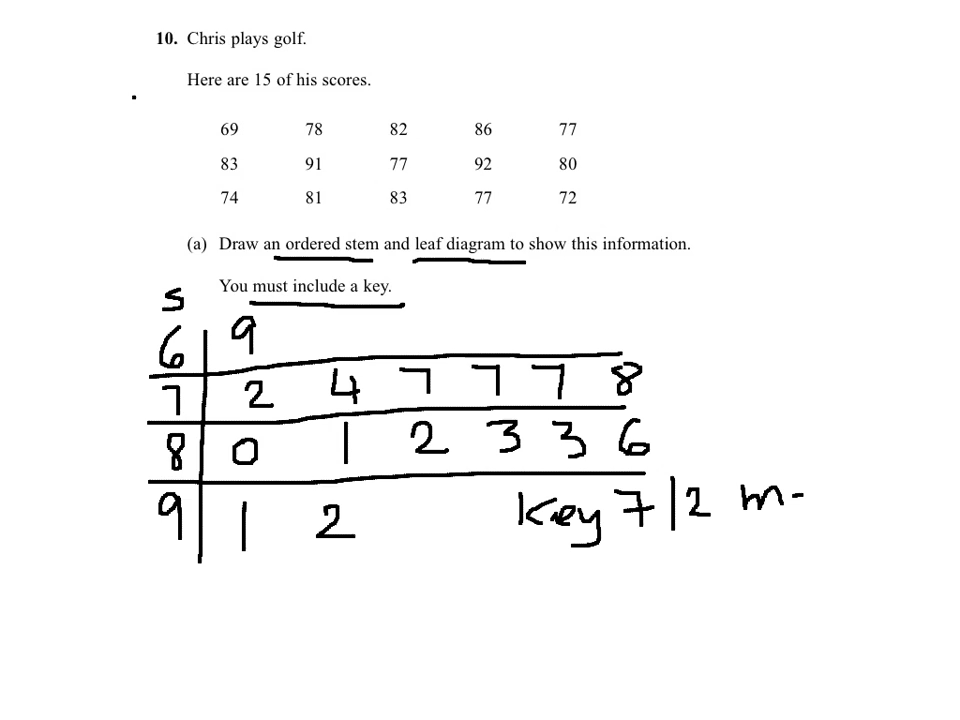 10. Chris plays golf.
Here are 15 of his scores.
69 78 82 86 77
83 91 77 92 80
74 81 83 77 72
(a) Draw an ordered stem and leaf diagram to show this information.
You must include a key.
S
6 | 9
7 | 2 4 7 7 7 8
8 | 0 1 2 3 3 6
9 | 1 2 Key 7|2 m-